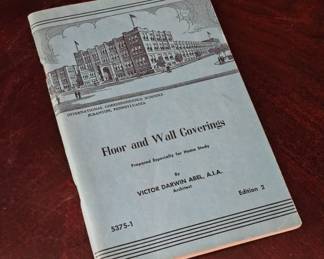 INTERNATIONAL CORRESPONDENCE SCHOOLS
SCRANTON, PENNSYLVANIA
Floor and Wall Coverings
Prepared Especially for Home Study
By
VICTOR DARWIN ABEL, A.I.A.
Architect
5375-1 Edition 2